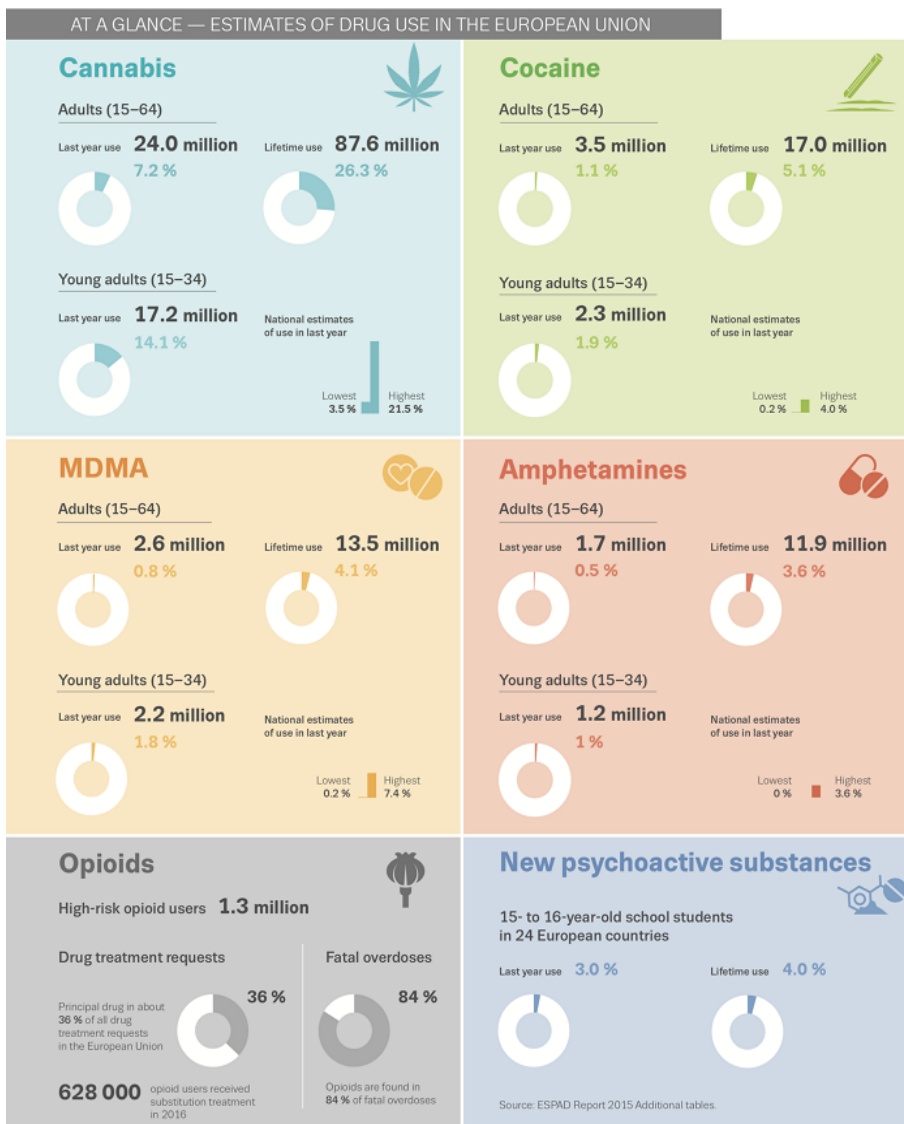 AT A GLANCE — ESTIMATES OF DRUG USE IN THE EUROPEAN UNION
Cannabis
Adults (15–64)
Last year use 24.0 million
7.2 %
Lifetime use 87.6 million
26.3 %
Young adults (15–34)
Last year use 17.2 million
14.1 %
National estimates
of use in last year
Lowest
3.5 %
Highest
21.5 %
Cocaine
Adults (15–64)
Last year use 3.5 million
1.1 %
Lifetime use 17.0 million
5.1 %
Young adults (15–34)
Last year use 2.3 million
1.9 %
National estimates
of use in last year
Lowest
0.2 %
Highest
4.0 %
MDMA
Adults (15–64)
Last year use 2.6 million
0.8 %
Lifetime use 13.5 million
4.1 %
Young adults (15–34)
Last year use 2.2 million
1.8 %
National estimates
of use in last year
Lowest
0.2 %
Highest
7.4 %
Amphetamines
Adults (15–64)
Last year use 1.7 million
0.5 %
Lifetime use 11.9 million
3.6 %
Young adults (15–34)
Last year use 1.2 million
1 %
National estimates
of use in last year
Lowest
0 %
Highest
3.6 %
Opioids
High-risk opioid users 1.3 million
Drug treatment requests
36 %
Principal drug in about
36 % of all drug
treatment requests
in the European Union
628 000 opioid users received
substitution treatment
in 2016
Fatal overdoses
84 %
Opioids are found in
84 % of fatal overdoses
New psychoactive substances
15- to 16-year-old school students
in 24 European countries
Last year use 3.0 %
Lifetime use 4.0 %
Source: ESPAD Report 2015 Additional tables.